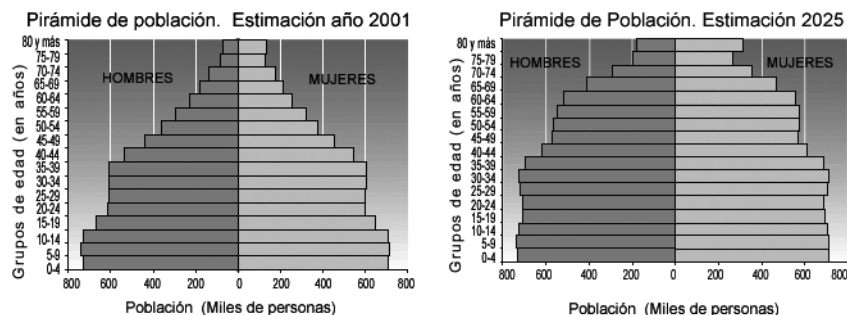 Pirámide de población. Estimación año 2001
80 y más
75-79
70-74
65-69
60-64
55-59
50-54
45-49
40-44
35-39
30-34
25-29
20-24
15-19
10-14
5-9
0-4
Grupos de edad (en años)
HOMBRES
MUJERES
800 600 400 200 0 200 400 600 800
Población (Miles de personas)
Pirámide de Población. Estimación 2025
80 y más
75-79
70-74
65-69
60-64
55-59
50-54
45-49
40-44
35-39
30-34
25-29
20-24
15-19
10-14
5-9
0-4
Grupos de edad (en años)
HOMBRES
MUJERES
800 600 400 200 0 200 400 600 800
Población (Miles de personas)